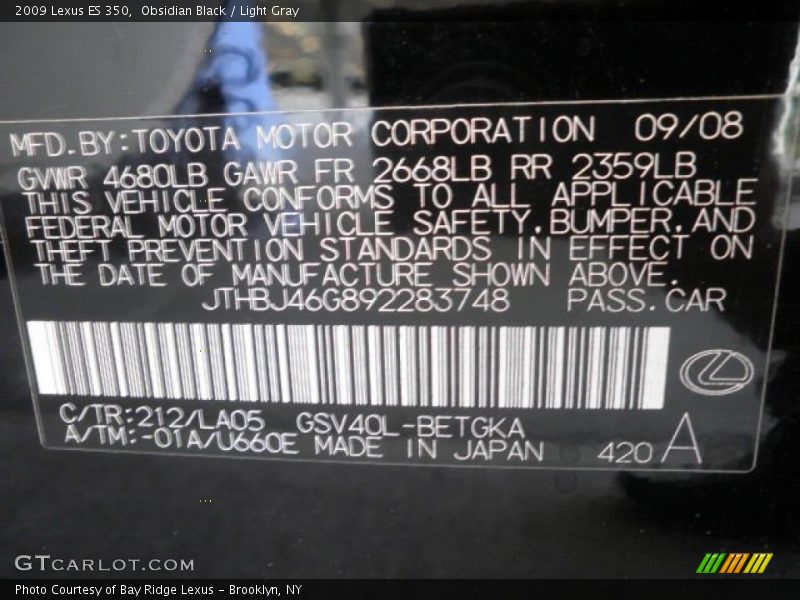 2009 Lexus ES 350,  Obsidian Black / Light Gray
MFD.BY:TOYOTA MOTOR CORPORATION 09/08
GVWR 4680LB GAWR FR 2668LB RR 2359LB
THIS VEHICLE CONFORMS TO ALL APPLICABLE
FEDERAL MOTOR VEHICLE SAFETY,BUMPER,AND
THEFT PREVENTION STANDARDS IN EFFECT ON
THE DATE OF MANUFACTURE SHOWN ABOVE.
JTHBJ46G892283748 PASS.CAR
C/TR:212/LA05 GSV40L-BETGKA
A/TM:-01A/U660E MADE IN JAPAN 420 A
GTCARLOT.COM
Photo Courtesy of Bay Ridge Lexus – Brooklyn, NY